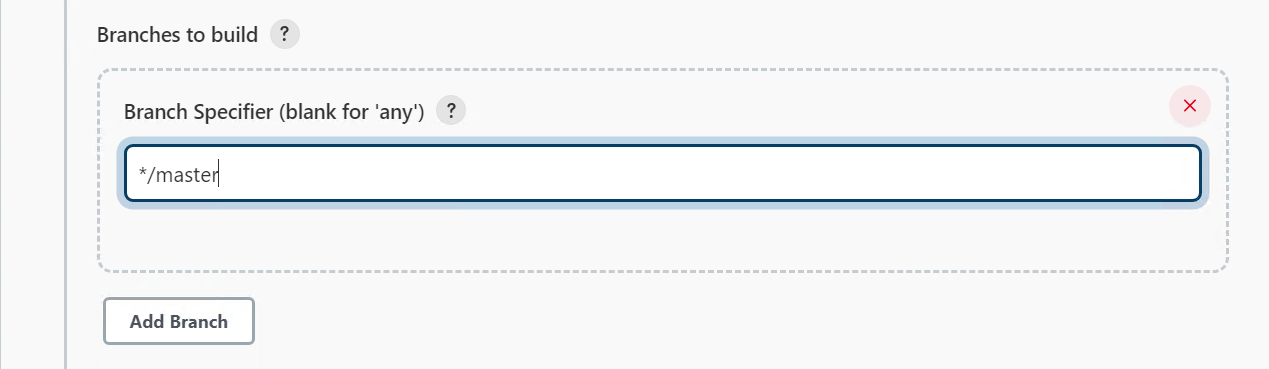 Branches to build ?
Branch Specifier (blank for 'any') ?
*/master
Add Branch